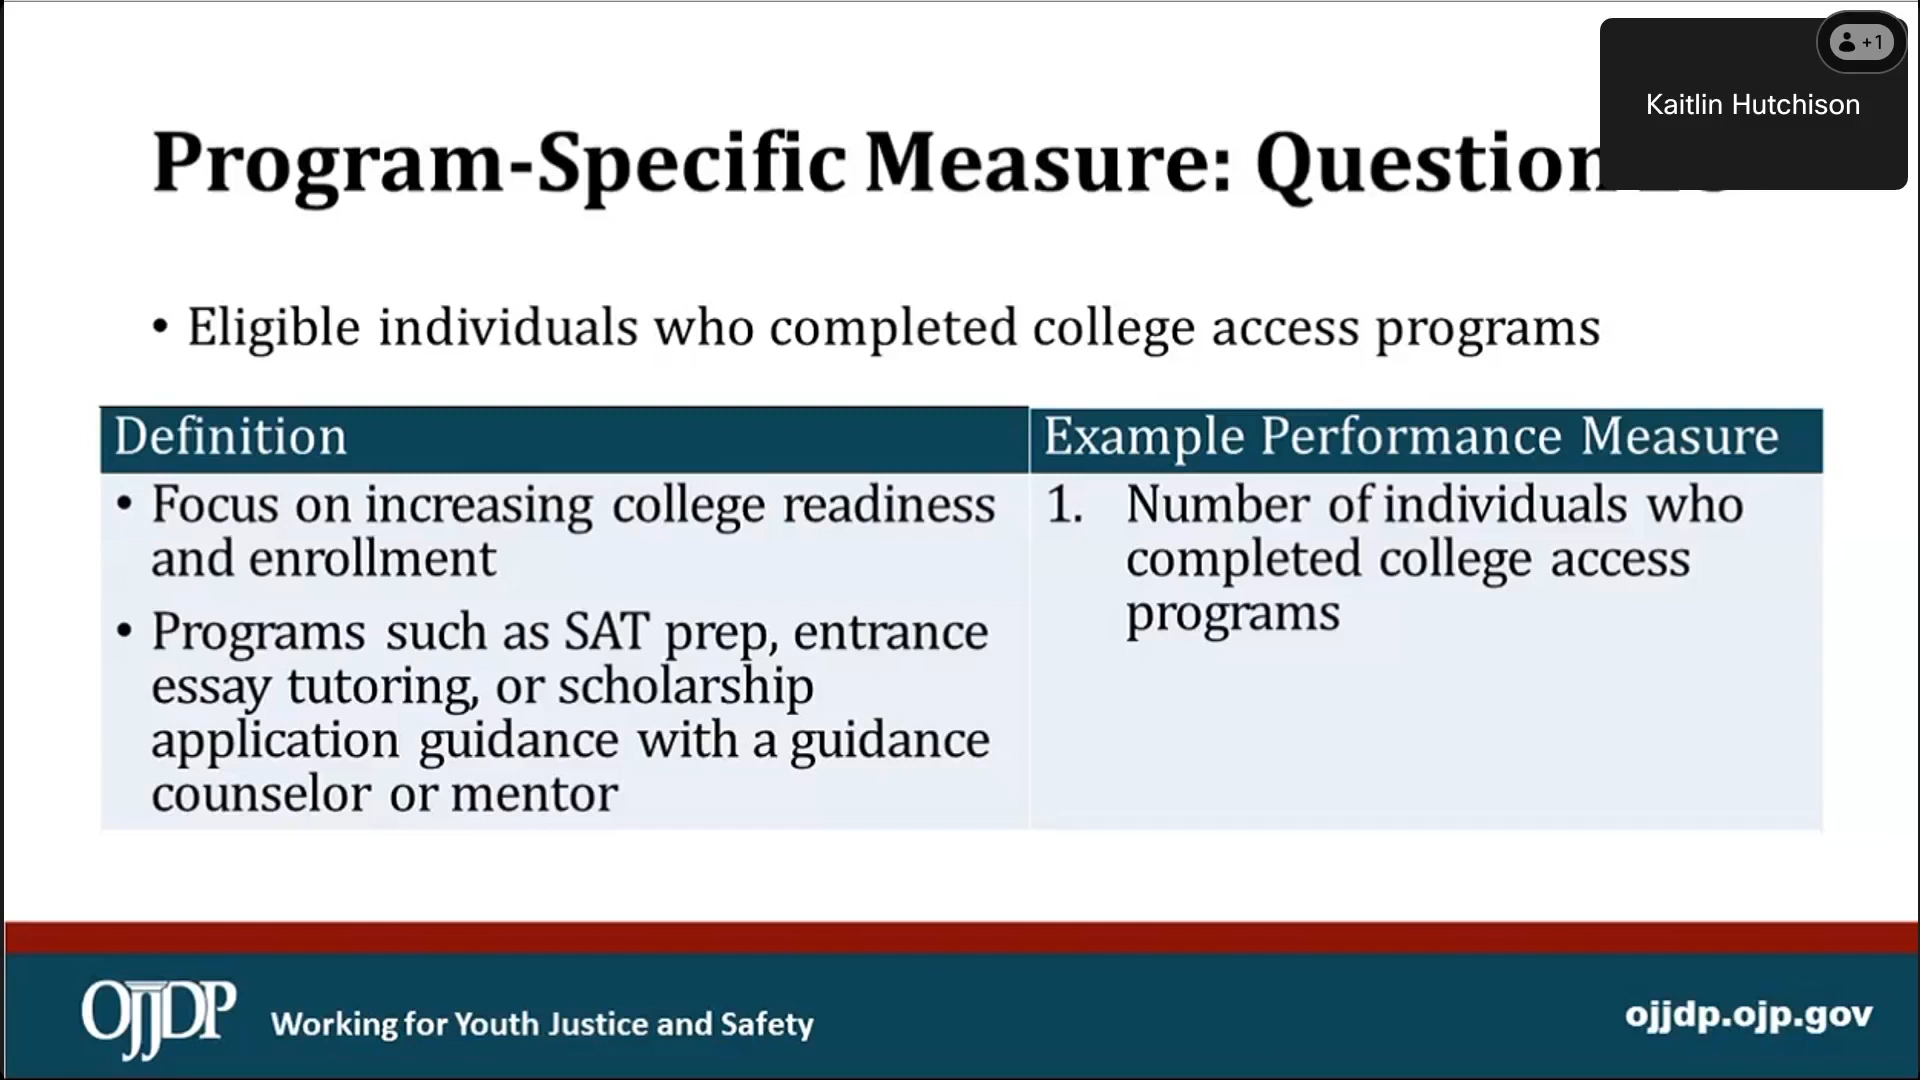 +1
Kaitlin Hutchison
Program-Specific Measure: Question
• Eligible individuals who completed college access programs
Definition
Example Performance Measure
• Focus on increasing college readiness
and enrollment
• Programs such as SAT prep, entrance
essay tutoring, or scholarship
application guidance with a guidance
counselor or mentor
1. Number of individuals who
completed college access
programs
OJJDP
Working for Youth Justice and Safety
ojjdp.ojp.gov